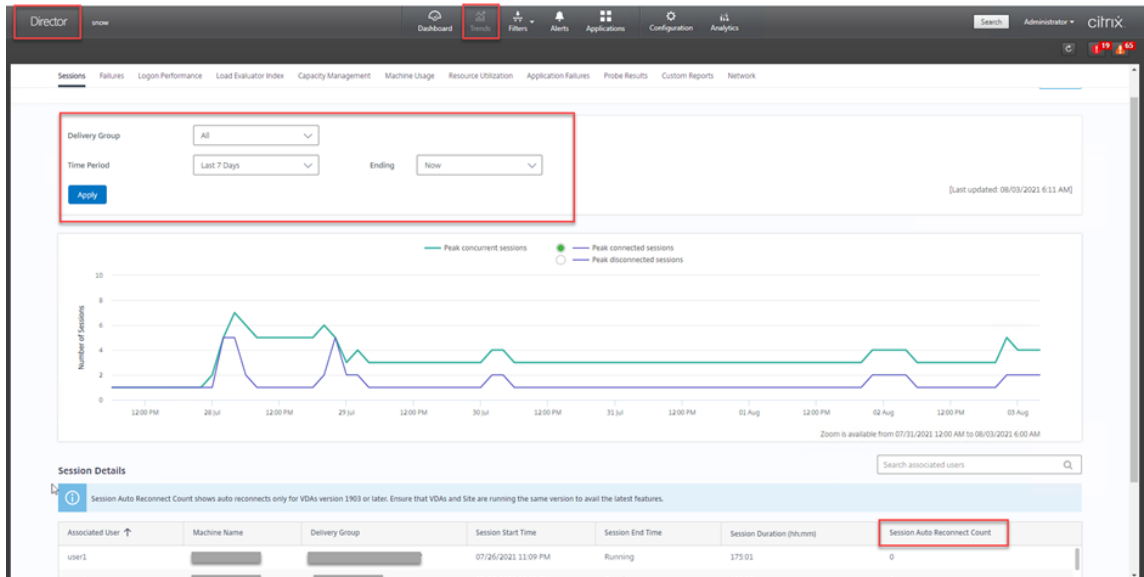 Director snow Dashboard Trends Filters Alerts Applications Configuration Analytics Search Administrator citrix
19 65
Sessions Failures Logon Performance Load Evaluator Index Capacity Management Machine Usage Resource Utilization Application Failures Probe Results Custom Reports Network
Delivery Group All
Time Period Last 7 Days Ending Now
Apply [Last updated: 08/03/2021 6:11 AM]
Peak concurrent sessions Peak connected sessions
Peak disconnected sessions
Number of Sessions
10
8
6
4
2
0
12:00 PM 28 Jul 12:00 PM 29 Jul 12:00 PM 30 Jul 12:00 PM 31 Jul 12:00 PM 01 Aug 12:00 PM 02 Aug 12:00 PM 03 Aug
Zoom is available from 07/31/2021 12:00 AM to 08/03/2021 6:00 AM
Session Details Search associated users
Session Auto Reconnect Count shows auto reconnects only for VDAs version 1903 or later. Ensure that VDAs and Site are running the same version to avail the latest features.
Associated User Machine Name Delivery Group Session Start Time Session End Time Session Duration (hh:mm) Session Auto Reconnect Count
user1 07/26/2021 11:09 PM Running 175:01 0